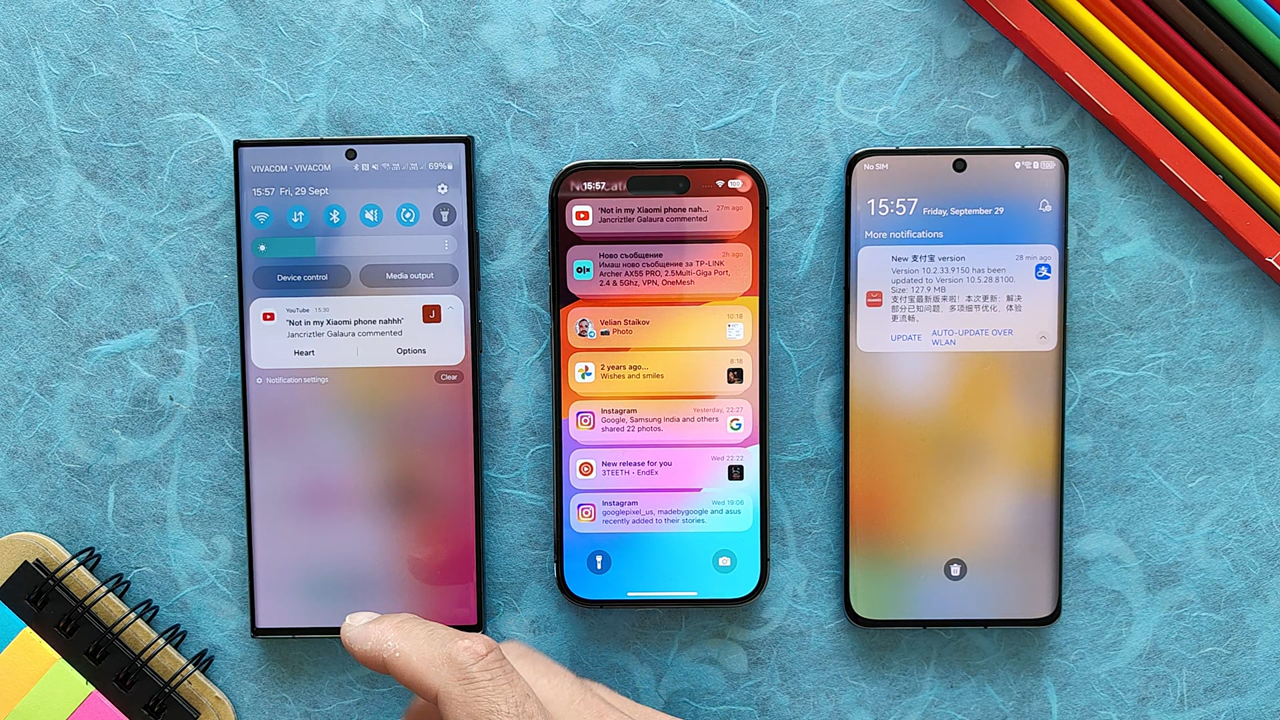 VIVACOM • VIVACOM
69%
15:57 Fri, 29 Sept
Device control
Media output
YouTube 15:30
"Not in my Xiaomi phone nahhh"
Jancriztler Galaura commented
J
Heart
Options
Notification settings
Clear
15:57
100
"Not in my Xiaomi phone nah... 27m ago
Jancriztler Galaura commented
Ново съобщение 2h ago
Имаш ново съобщение за TP-LINK
Archer AX55 PRO, 2.5Multi-Giga Port,
2.4 & 5Ghz, VPN, OneMesh
Velian Staikov 10:18
Photo
2 years ago... 8:18
Wishes and smiles
Instagram Yesterday, 22:27
Google, Samsung India and others
shared 22 photos.
New release for you Wed 22:22
3TEETH • EndEx
Instagram Wed 19:06
googlepixel_us, madebygoogle and asus
recently added to their stories.
No SIM
100
15:57 Friday, September 29
More notifications
New 支付宝 version 28 min ago
Version 10.2.33.9150 has been
updated to Version 10.5.28.8100.
Size: 127.9 MB
支付宝最新版来啦！本次更新：解决
部分已知问题，多项细节优化，体验
更流畅。
UPDATE
AUTO-UPDATE OVER
WLAN